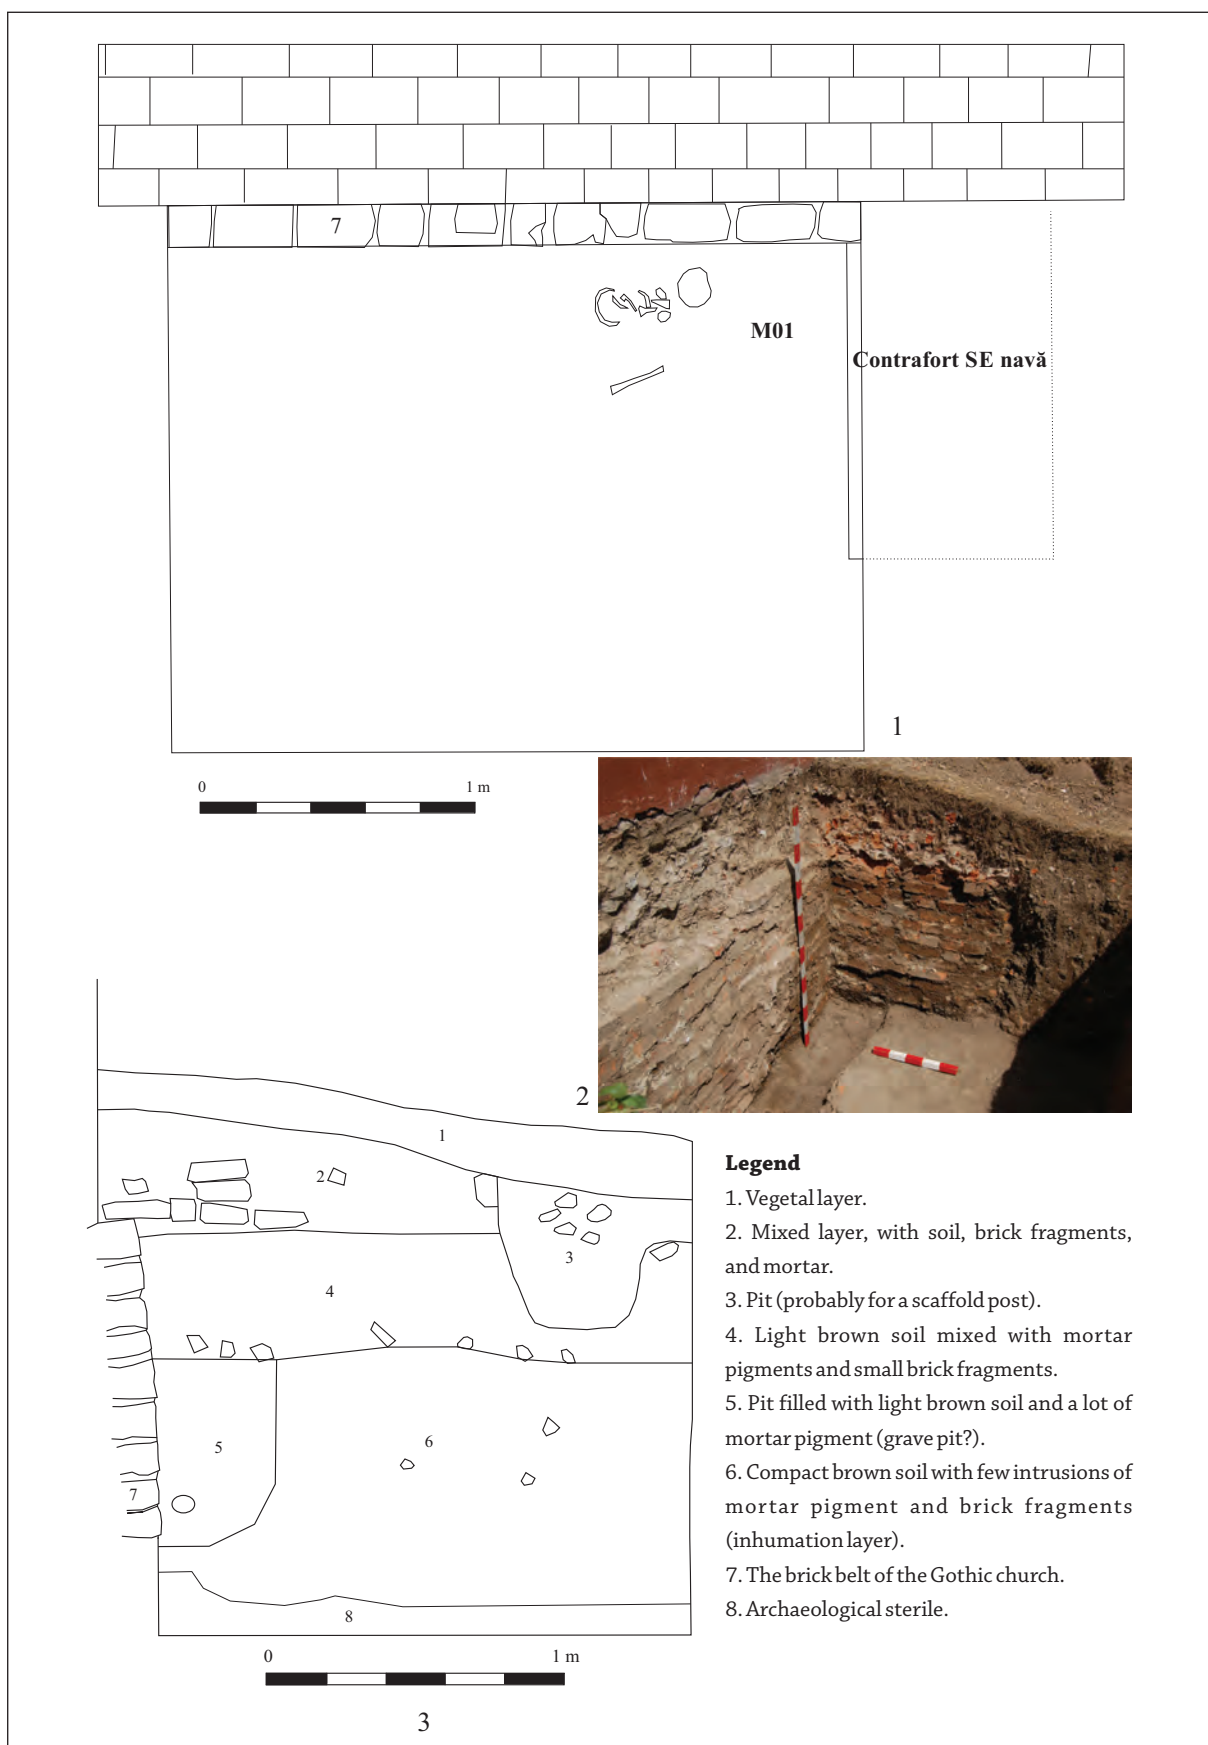 7
M01
Contrafort SE navă
1
0 1 m
2
1
2
3
4
5
6
7
8
0 1 m
3
Legend
1. Vegetal layer.
2. Mixed layer, with soil, brick fragments,
and mortar.
3. Pit (probably for a scaffold post).
4. Light brown soil mixed with mortar
pigments and small brick fragments.
5. Pit filled with light brown soil and a lot of
mortar pigment (grave pit?).
6. Compact brown soil with few intrusions of
mortar pigment and brick fragments
(inhumation layer).
7. The brick belt of the Gothic church.
8. Archaeological sterile.